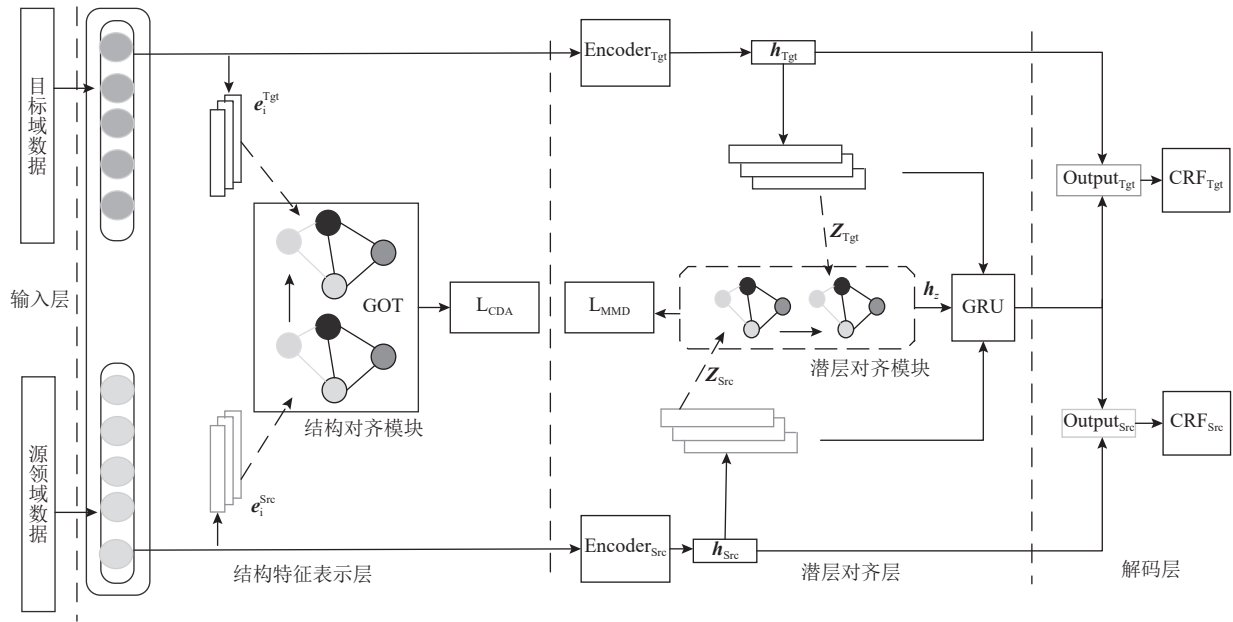 目标域数据
输入层
源领域数据
e_i^Tgt
GOT
结构对齐模块
e_i^Src
结构特征表示层
L_CDA
Encoder_Tgt
h_Tgt
Z_Tgt
L_MMD
h_z
GRU
潜层对齐模块
Z_Src
Encoder_Src
h_Src
潜层对齐层
Output_Tgt
CRF_Tgt
Output_Src
CRF_Src
解码层